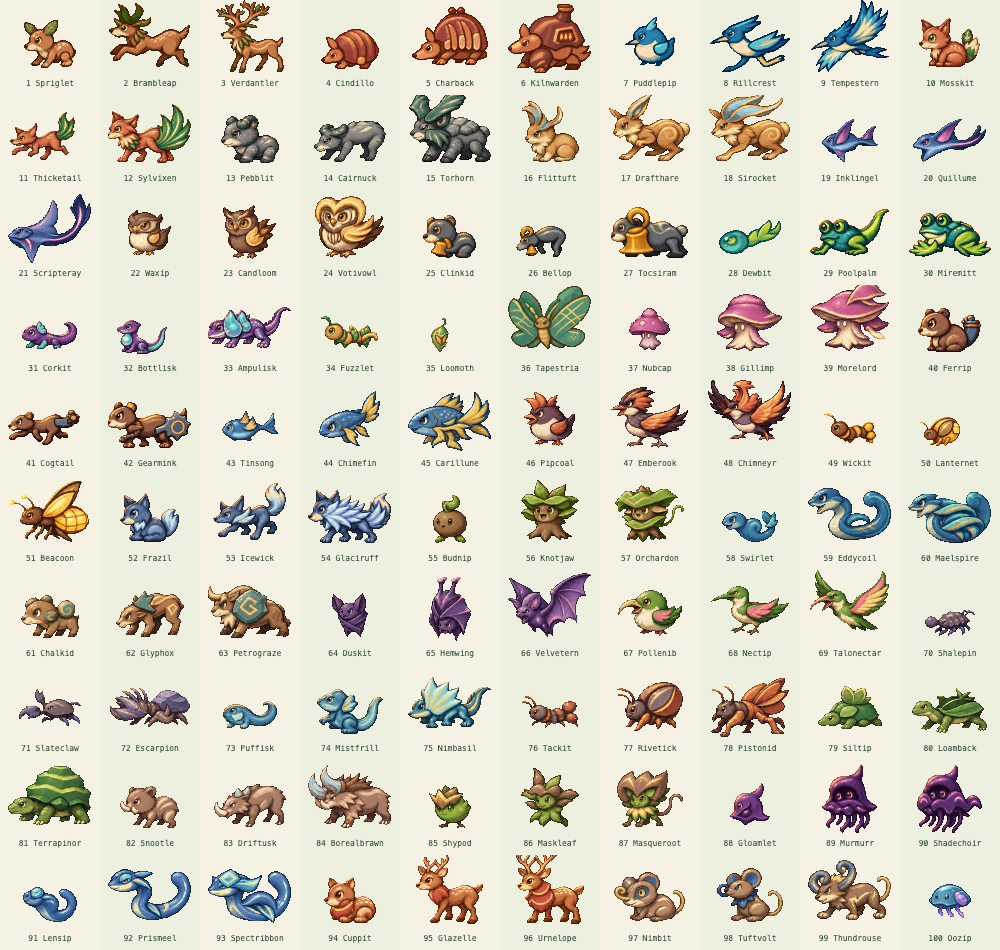 1 Spriglet 2 Brambleap 3 Verdantler 4 Cindillo 5 Charback 6 Kilnwarden 7 Puddlepip 8 Rillcrest 9 Tempestern 10 Mosskit
11 Thicketail 12 Sylvixen 13 Pebblit 14 Cairnuck 15 Torhorn 16 Flittuft 17 Drafthare 18 Sirocket 19 Inklingel 20 Quillume
21 Scripteray 22 Waxip 23 Candloom 24 Votivowl 25 Clinkid 26 Bellop 27 Tocsiram 28 Dewbit 29 Poolpalm 30 Miremitt
31 Corkit 32 Bottlisk 33 Ampulisk 34 Fuzzlet 35 Loomoth 36 Tapestria 37 Nubcap 38 Gillimp 39 Morelord 40 Ferrip
41 Cogtail 42 Gearmink 43 Tinsong 44 Chimefin 45 Carillune 46 Pipcoal 47 Emberook 48 Chimneyr 49 Wickit 50 Lanternet
51 Beacoon 52 Frazil 53 Icewick 54 Glaciruff 55 Budnip 56 Knotjaw 57 Orchardon 58 Swirlet 59 Eddycoil 60 Maelspire
61 Chalkid 62 Glyphox 63 Petrograze 64 Duskit 65 Hemwing 66 Velvetern 67 Pollenib 68 Nectip 69 Talonectar 70 Shalepin
71 Slateclaw 72 Escarpion 73 Puffisk 74 Mistfrill 75 Nimbasil 76 Tackit 77 Rivetick 78 Pistonid 79 Siltip 80 Loamback
81 Terrapinor 82 Snootle 83 Driftusk 84 Borealbrawn 85 Shypod 86 Maskleaf 87 Masqueroot 88 Gloamlet 89 Murmurr 90 Shadechoir
91 Lensip 92 Prismeel 93 Spectribbon 94 Cuppit 95 Glazelle 96 Urnelope 97 Nimbit 98 Tuftvolt 99 Thundrouse 100 Oozip